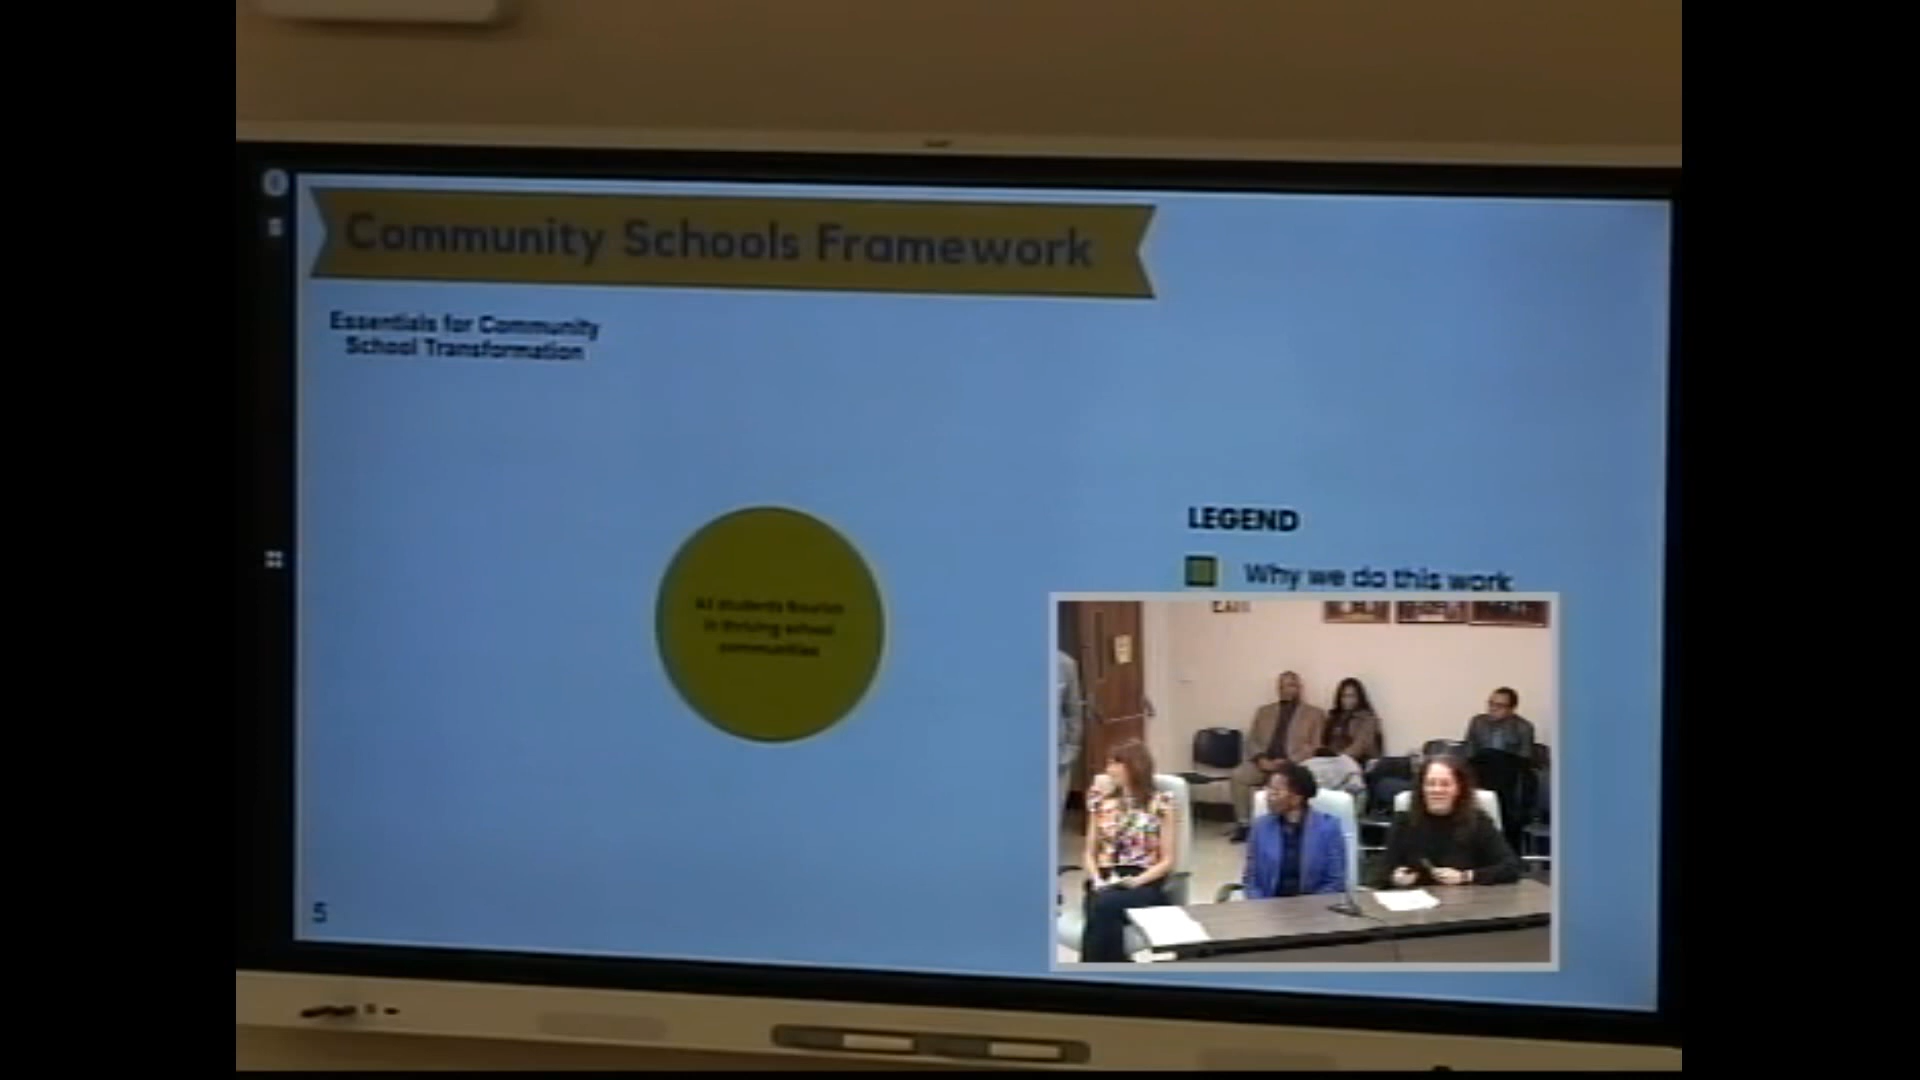 Community Schools Framework
Essentials for Community
School Transformation
All students flourish
in thriving school
communities
LEGEND
Why we do this work
EXIT
5